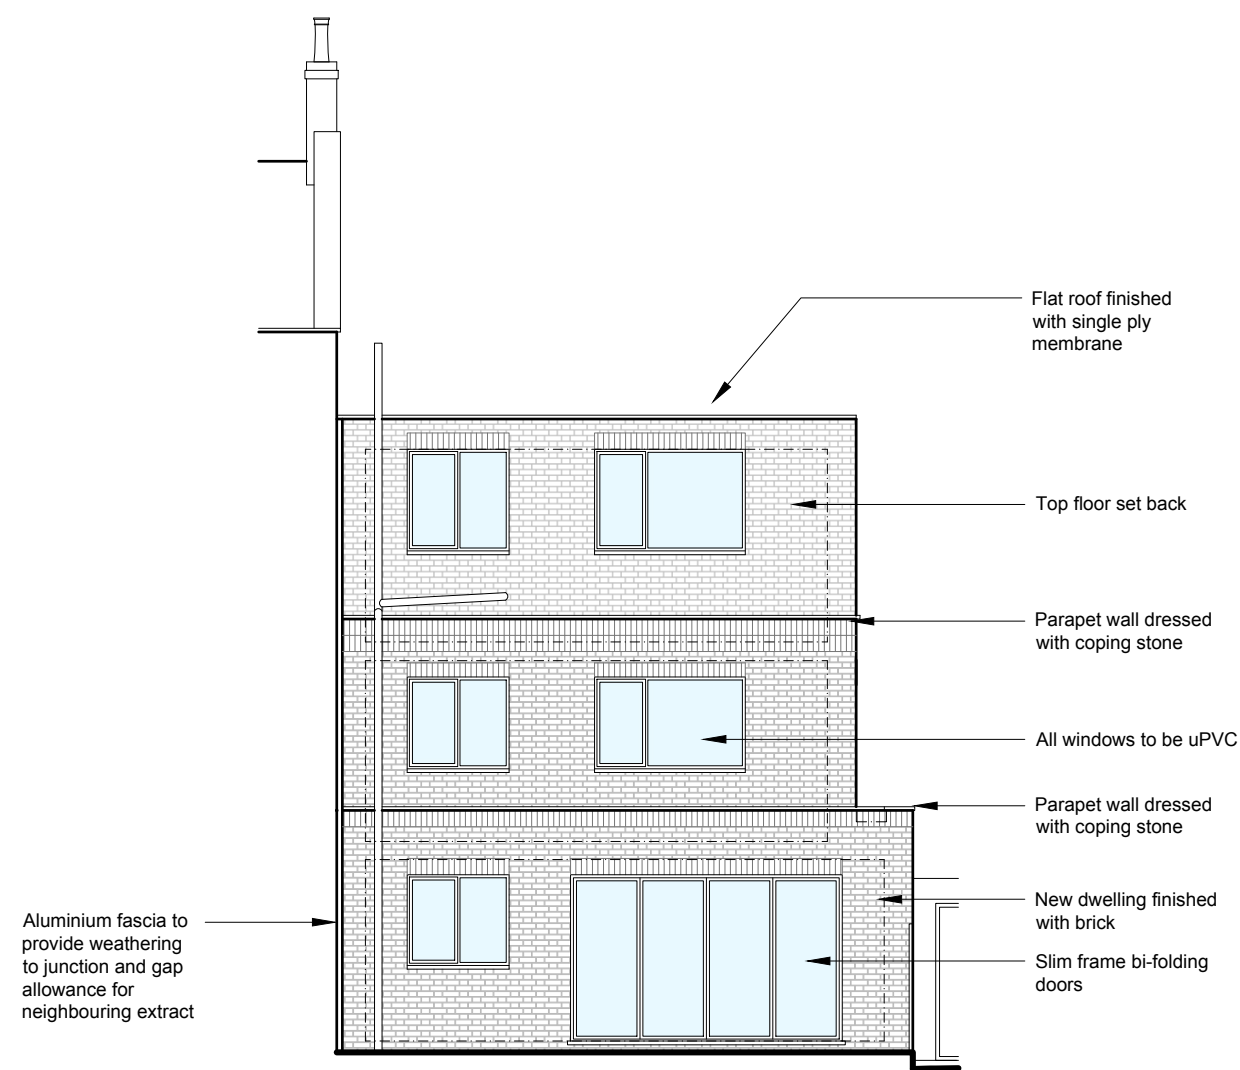 Flat roof finished
with single ply
membrane
Top floor set back
Parapet wall dressed
with coping stone
All windows to be uPVC
Parapet wall dressed
with coping stone
New dwelling finished
with brick
Slim frame bi-folding
doors
Aluminium fascia to
provide weathering
to junction and gap
allowance for
neighbouring extract